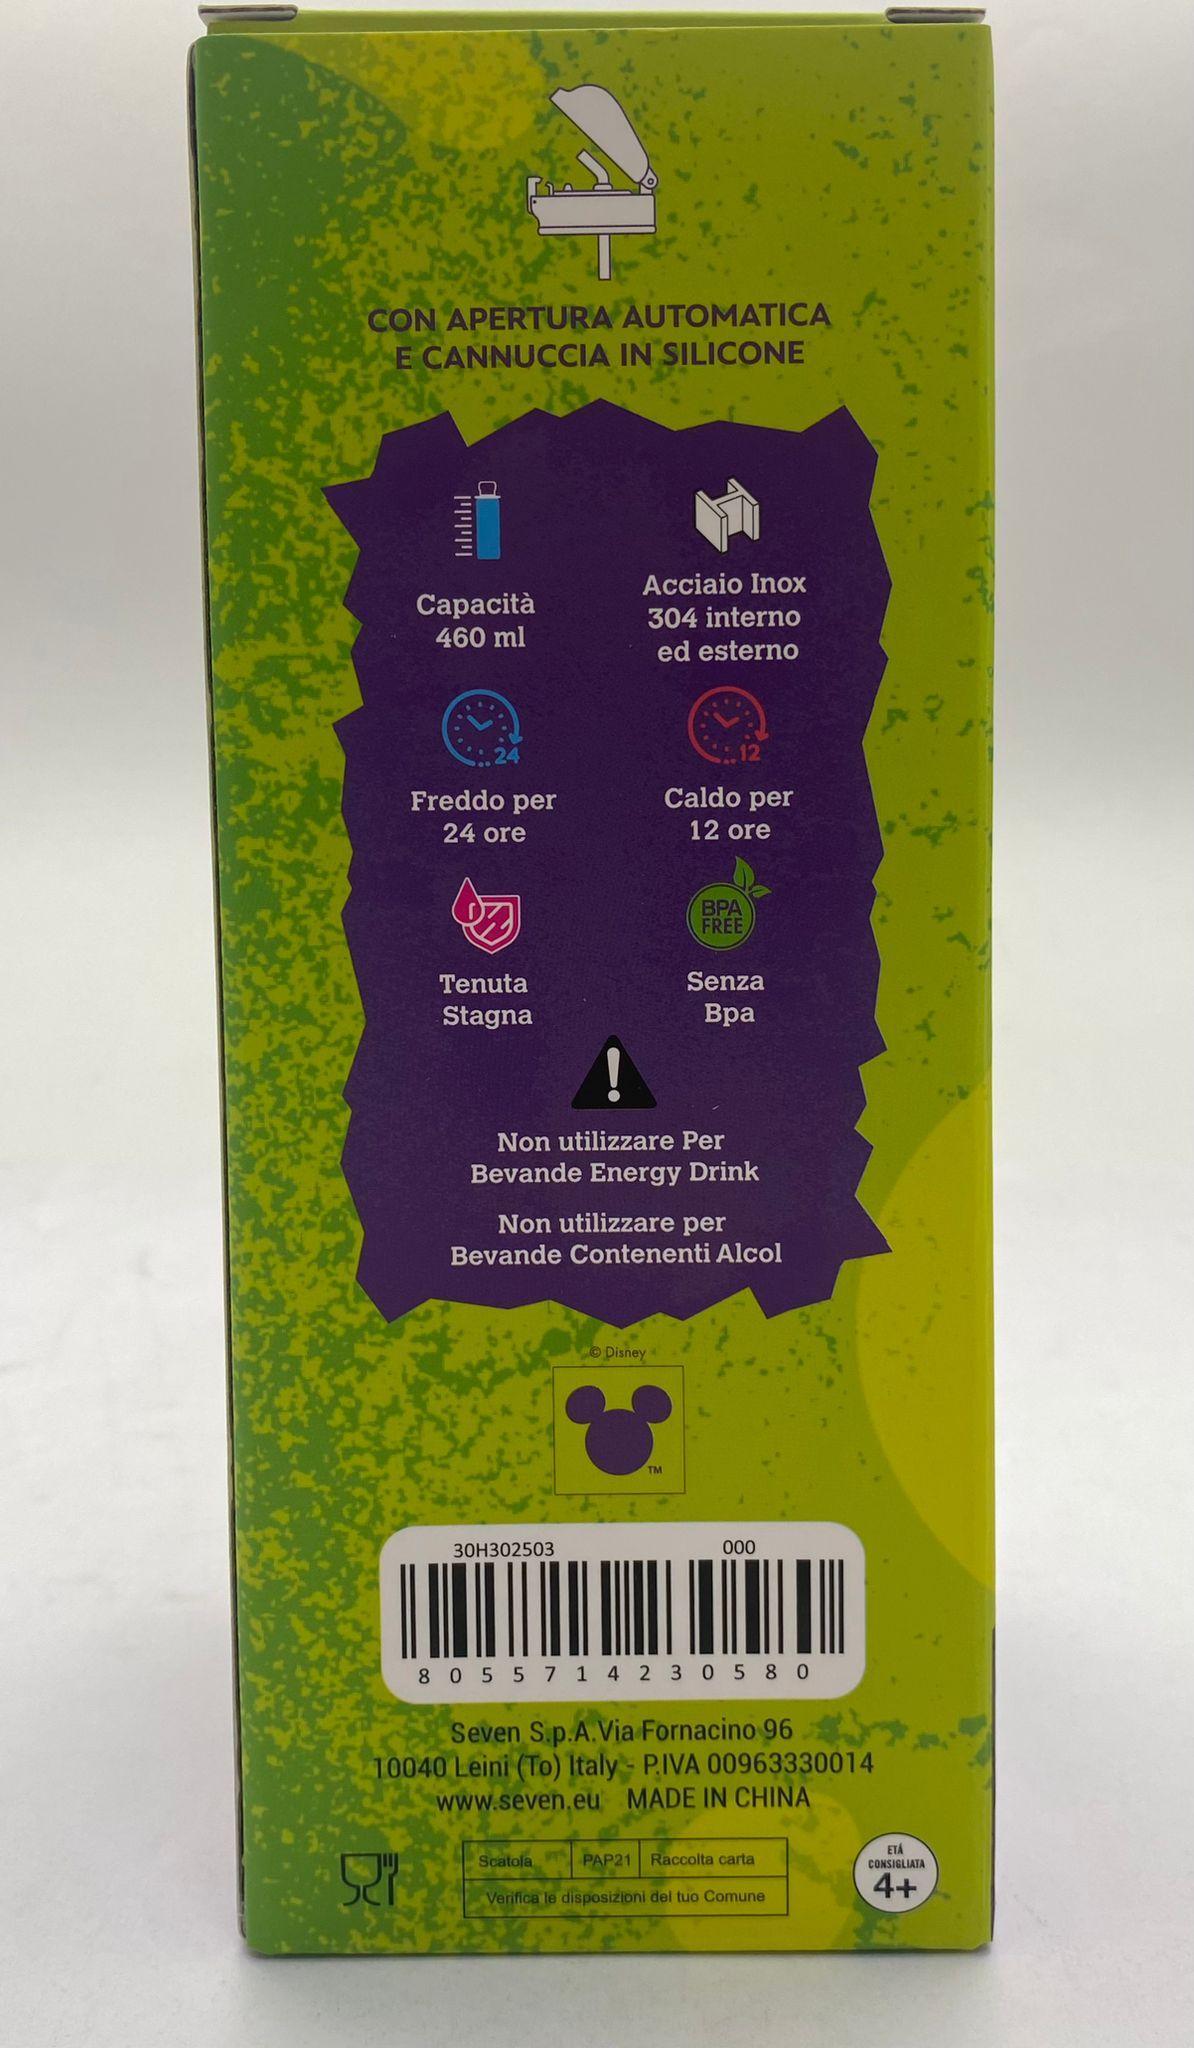 CON APERTURA AUTOMATICA
E CANNUCCIA IN SILICONE
Capacità
460 ml
Acciaio Inox
304 interno
ed esterno
24
Freddo per
24 ore
12
Caldo per
12 ore
Tenuta
Stagna
BPA
FREE
Senza
Bpa
!
Non utilizzare Per
Bevande Energy Drink
Non utilizzare per
Bevande Contenenti Alcol
© Disney
TM
30H302503 000
8 0 5 5 7 1 4 2 3 0 5 8 0
Seven S.p.A.Via Fornacino 96
10040 Leini (To) Italy - P.IVA 00963330014
www.seven.eu MADE IN CHINA
Scatola PAP21 Raccolta carta
Verifica le disposizioni del tuo Comune
ETÁ
CONSIGLIATA
4+